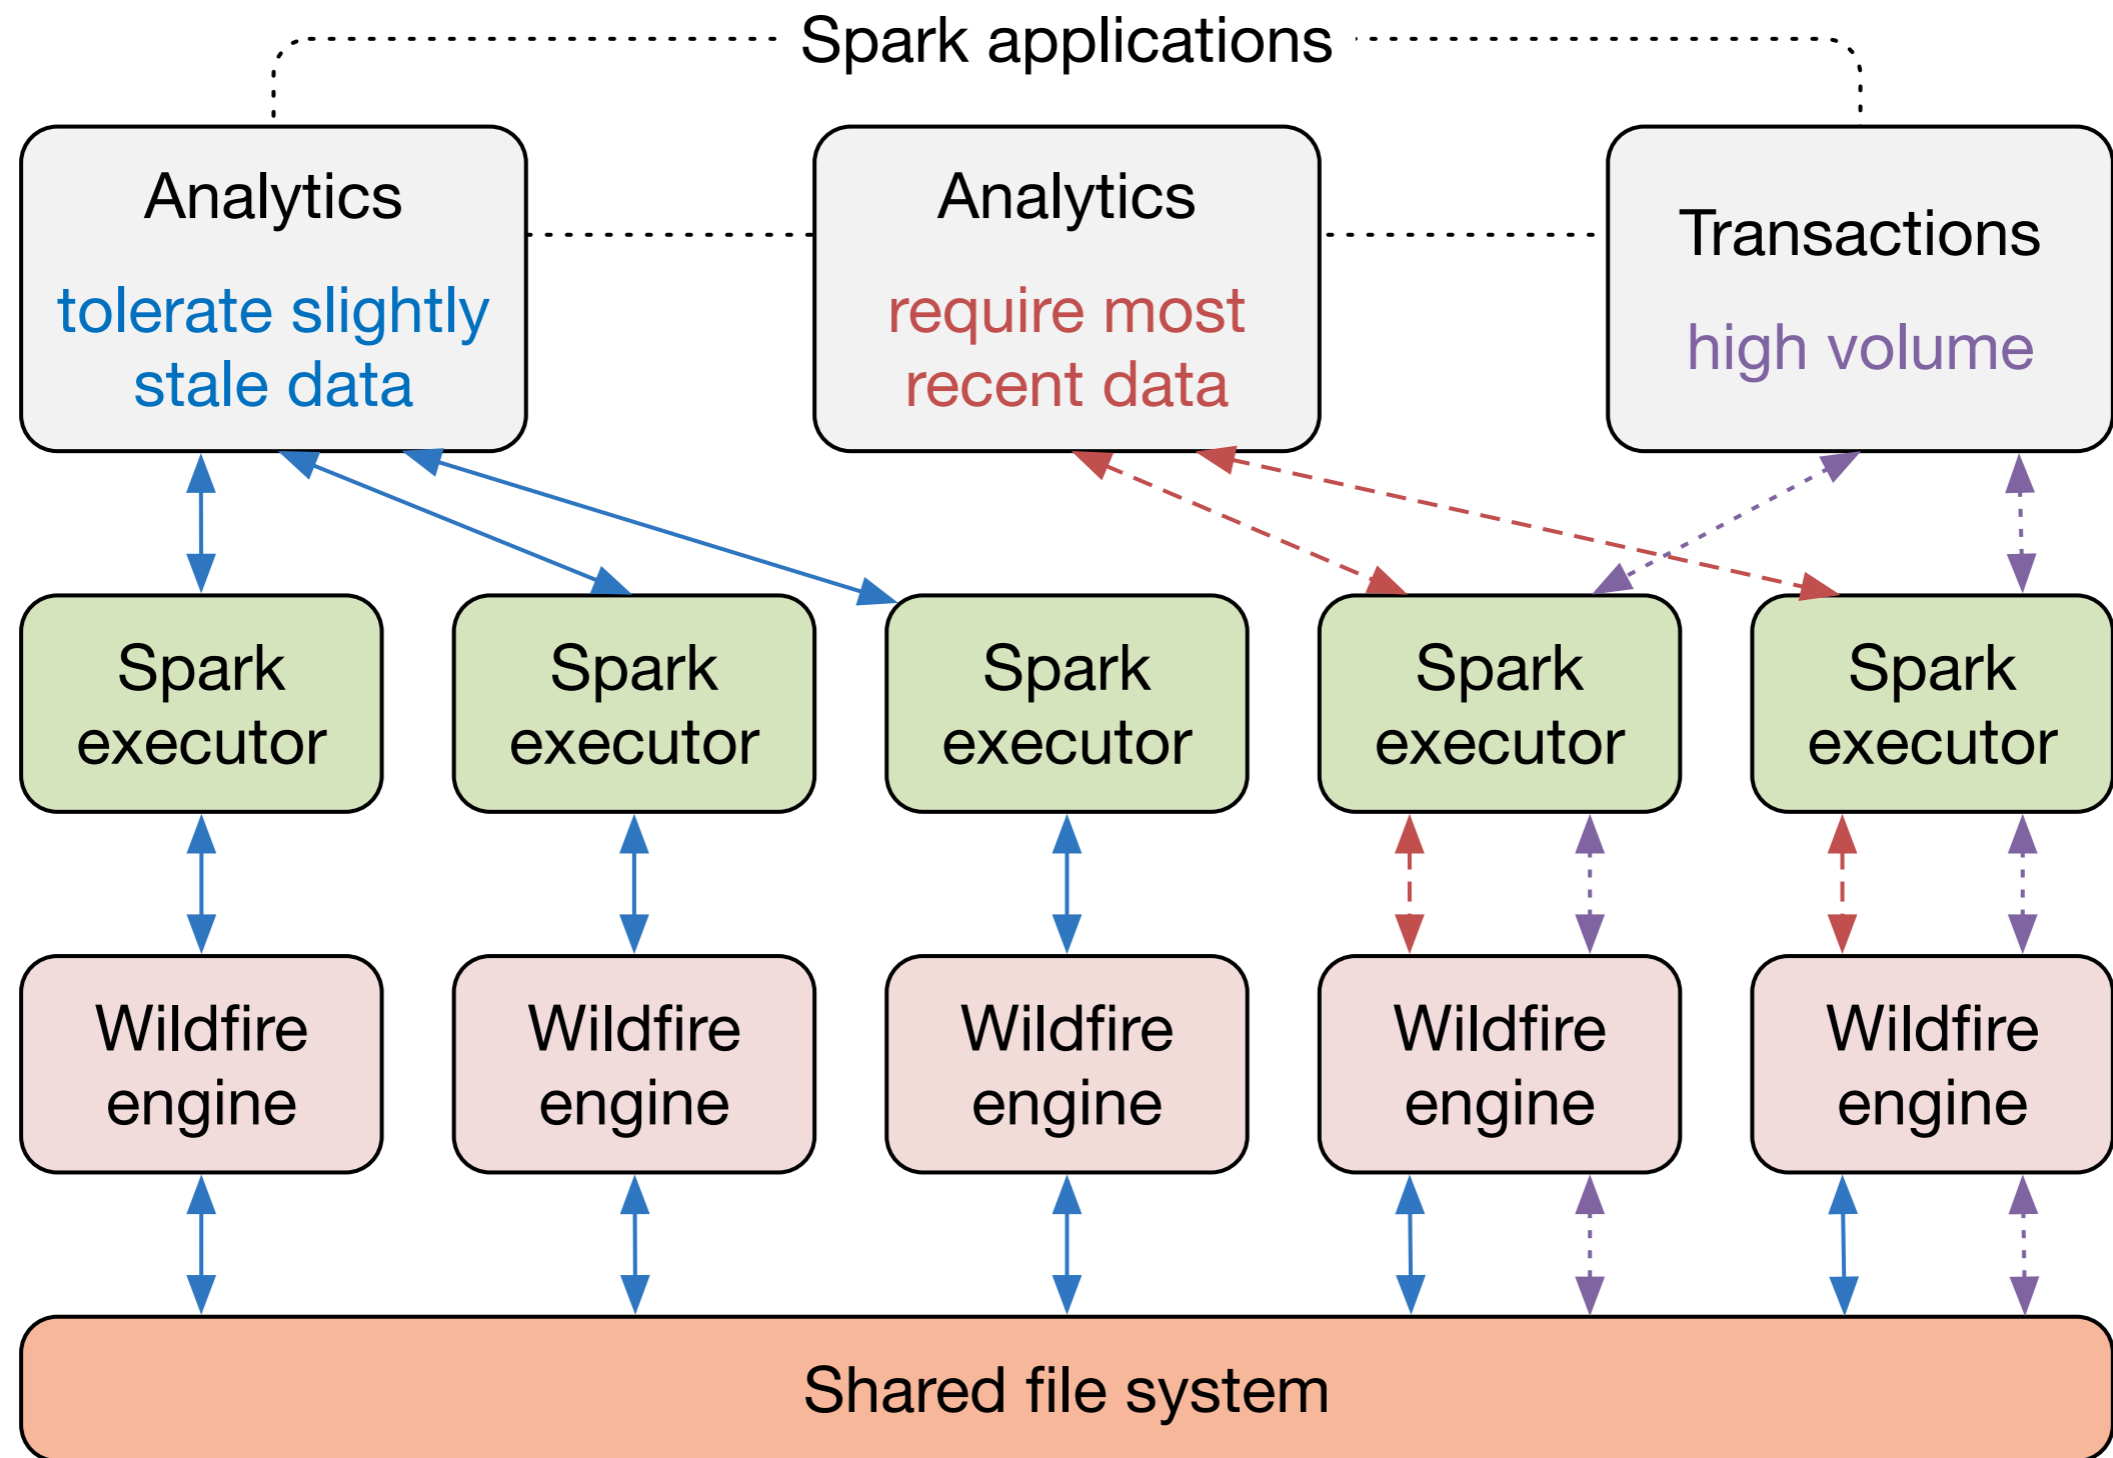 Spark applications
Analytics
tolerate slightly
stale data
Analytics
require most
recent data
Transactions
high volume
Spark
executor
Spark
executor
Spark
executor
Spark
executor
Spark
executor
Wildfire
engine
Wildfire
engine
Wildfire
engine
Wildfire
engine
Wildfire
engine
Shared file system